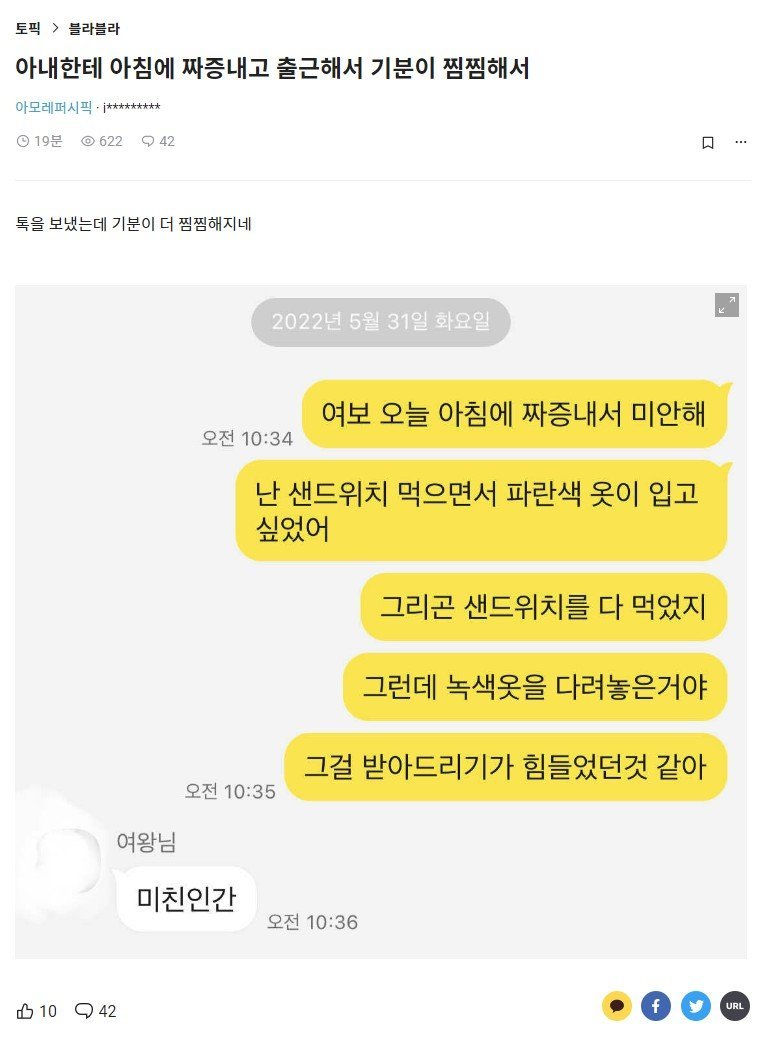 토픽 > 블라블라
아내한테 아침에 짜증내고 출근해서 기분이 찜찜해서
아모레퍼시픽 · i*********
19분 622 42
톡을 보냈는데 기분이 더 찜찜해지네
2022년 5월 31일 화요일
여보 오늘 아침에 짜증내서 미안해
오전 10:34
난 샌드위치 먹으면서 파란색 옷이 입고
싶었어
그리곤 샌드위치를 다 먹었지
그런데 녹색옷을 다려놓은거야
그걸 받아드리기가 힘들었던것 같아
오전 10:35
여왕님
미친인간
오전 10:36
10 42
URL